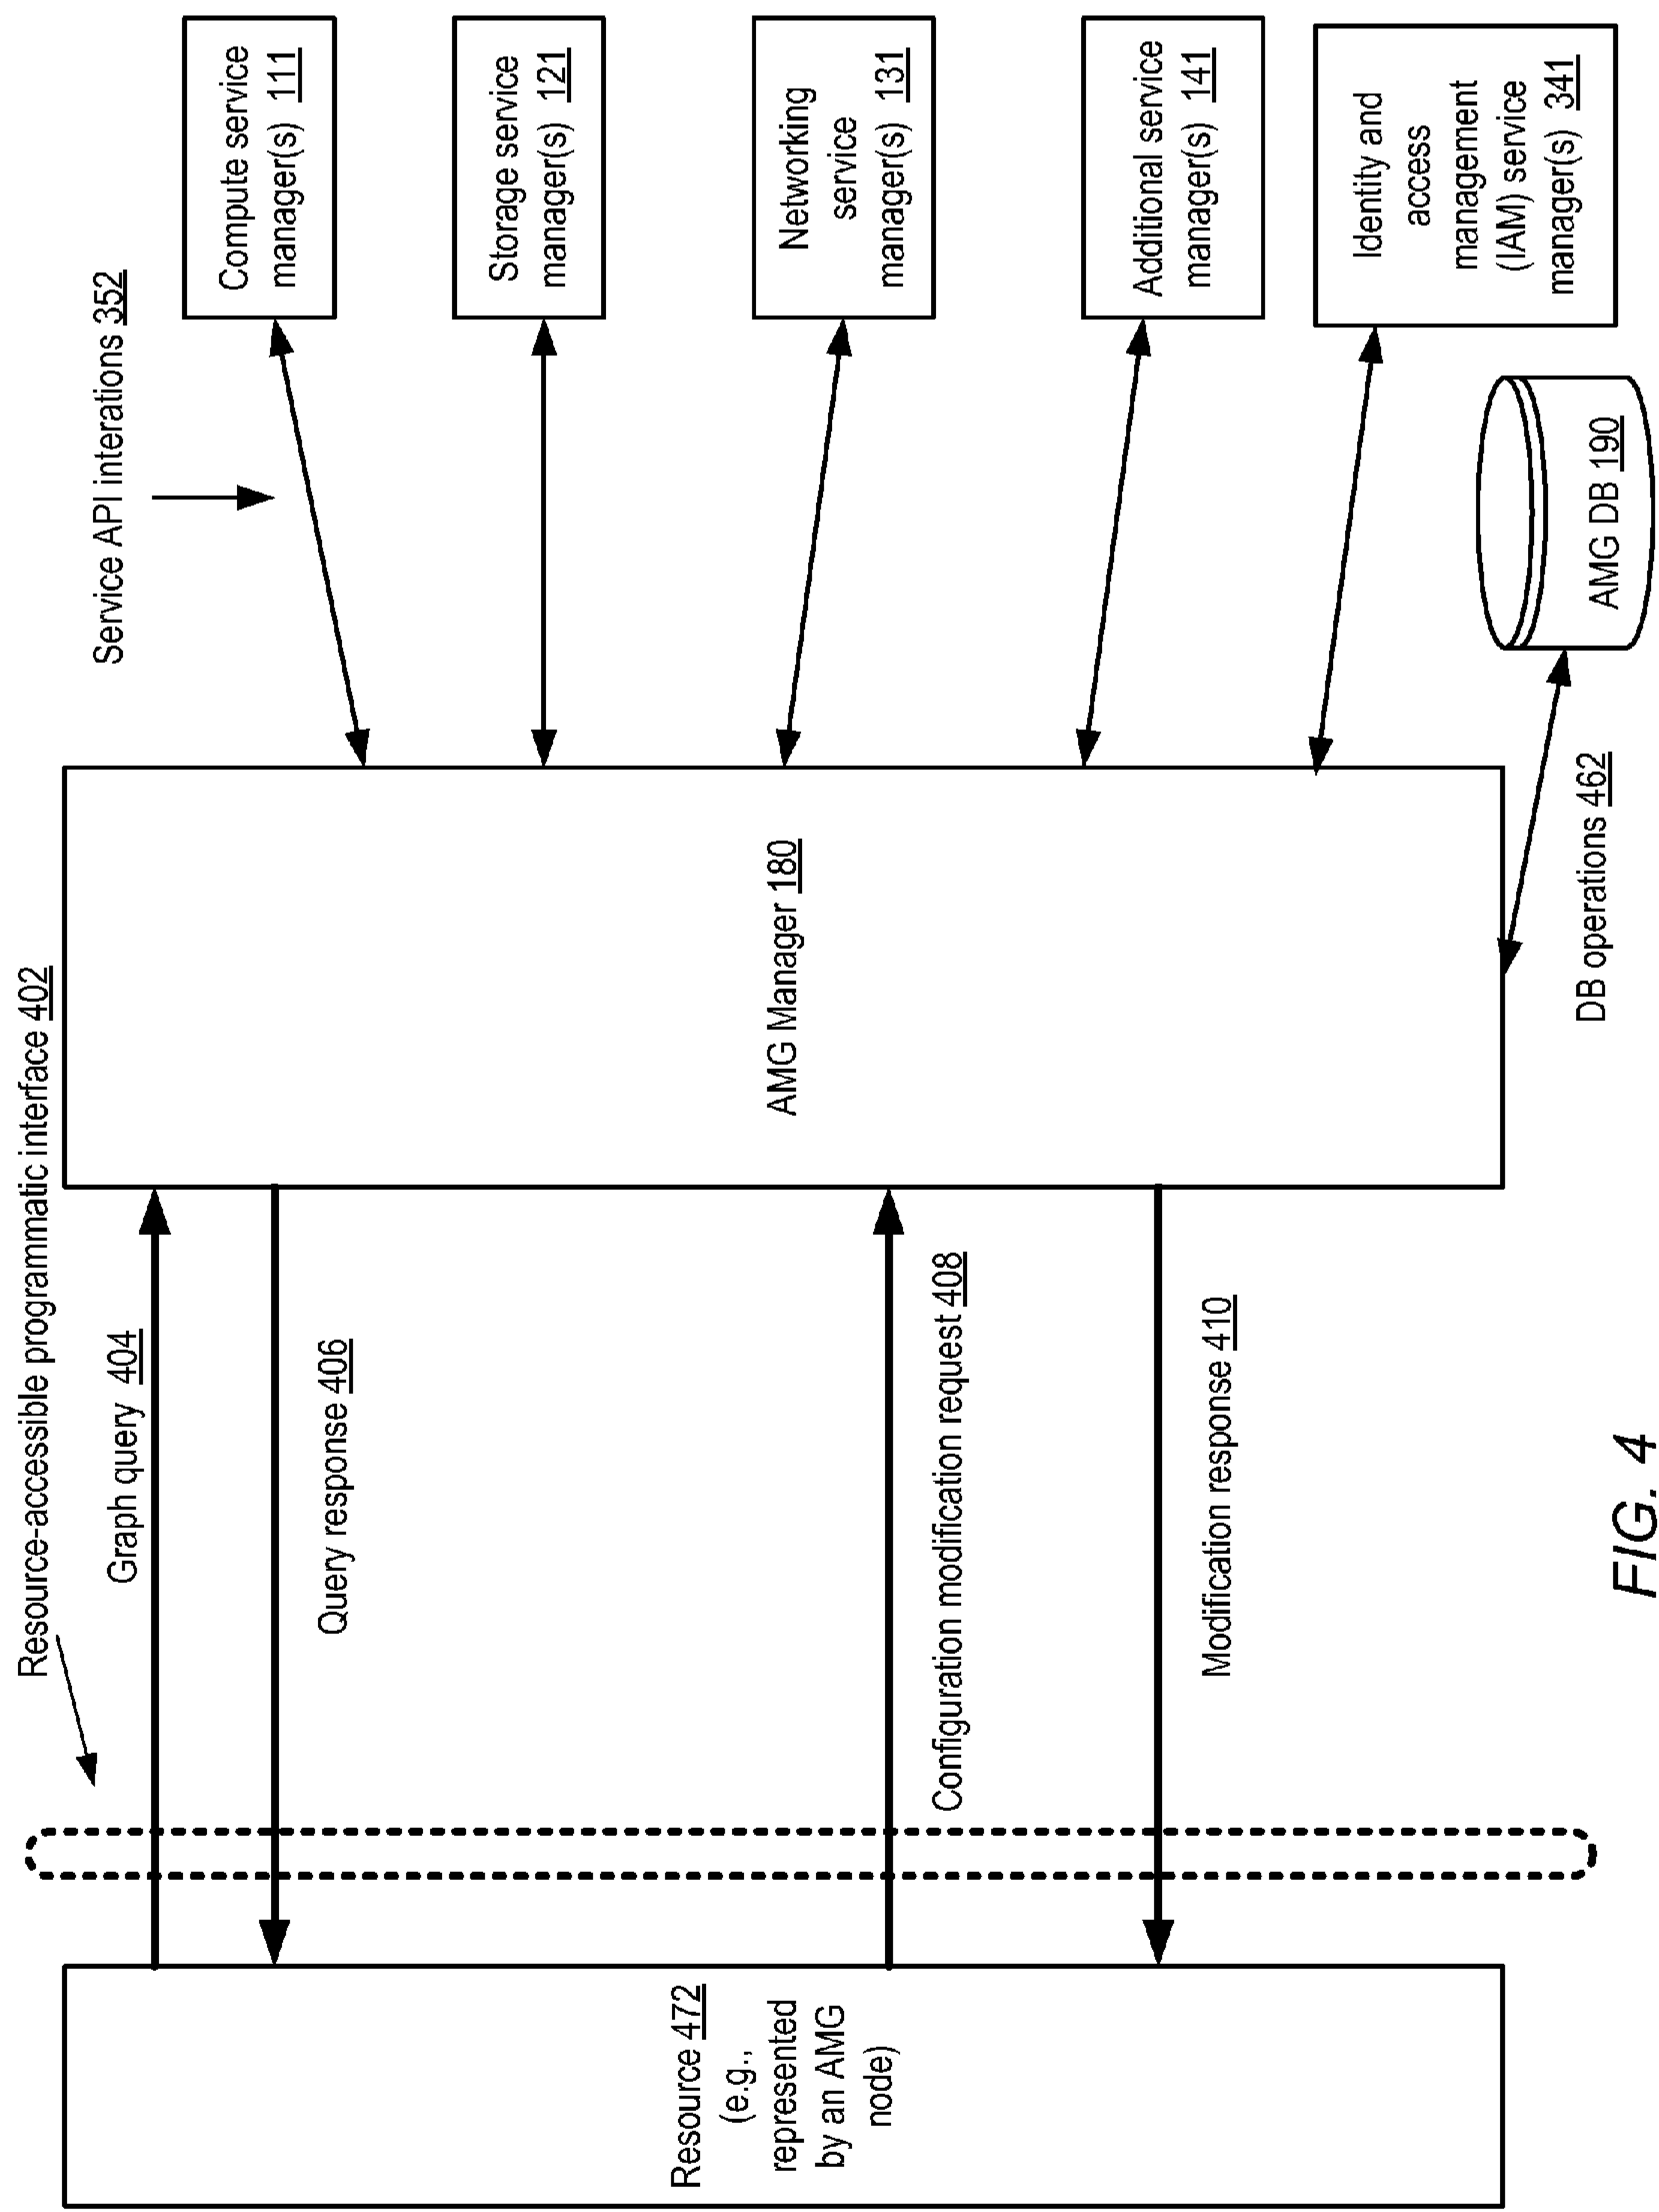 Resource-accessible programmatic interface 402
Service API interations 352
Graph query 404
Query response 406
Configuration modification request 408
Modification response 410
Resource 472
(e.g.,
represented
by an AMG
node)
AMG Manager 180
Compute service
manager(s) 111
Storage service
manager(s) 121
Networking
service
manager(s) 131
Additional service
manager(s) 141
Identity and
access
management
(IAM) service
manager(s) 341
AMG DB 190
DB operations 462
FIG. 4